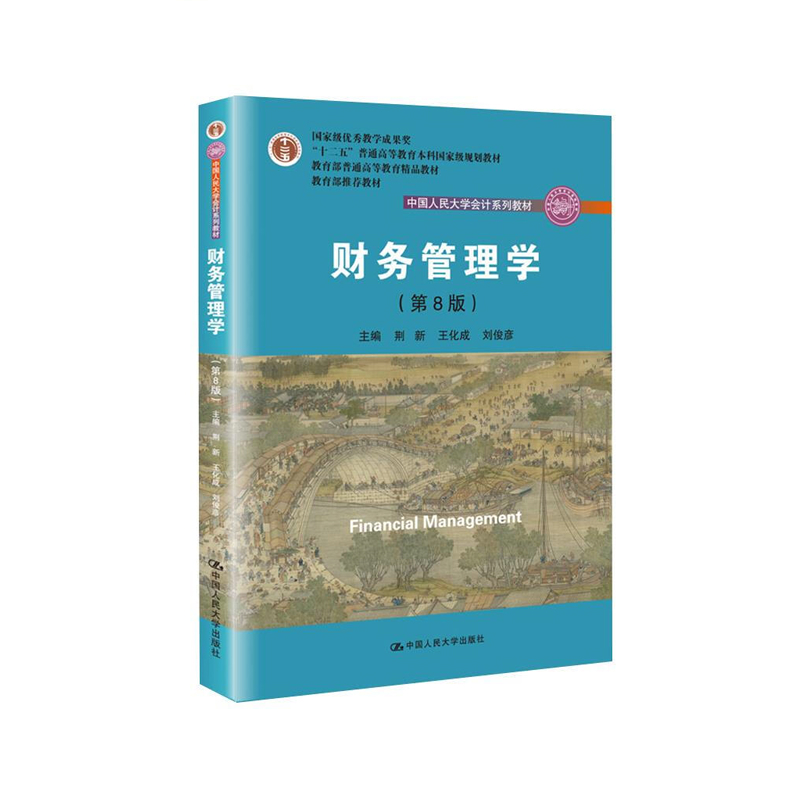 国家级优秀教学成果奖
“十二五”普通高等教育本科国家级规划教材
教育部普通高等教育精品教材
教育部推荐教材
十二五
中国人民大学会计系列教材
财务管理学
（第8版）
主编 荆 新 王化成 刘俊彦
Financial Management
中国人民大学出版社
中国人民大学会计系列教材
财务管理学
（第8版）
主编 荆 新 王化成 刘俊彦
中国人民大学出版社